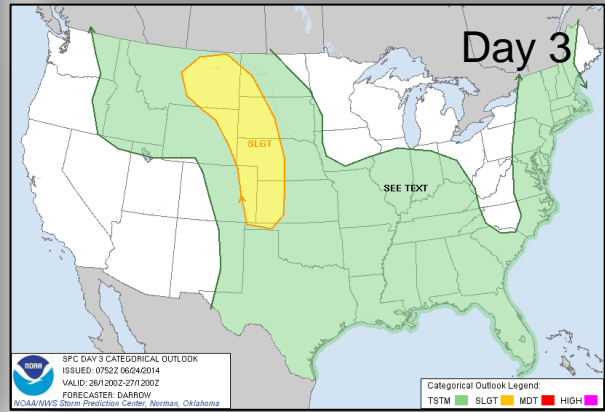 Day 3
SLGT
SEE TEXT
NOAA
SPC DAY 3 CATEGORICAL OUTLOOK
ISSUED: 0752Z 06/24/2014
VALID: 26/1200Z-27/1200Z
FORECASTER: DARROW
NOAA/NWS Storm Prediction Center, Norman, Oklahoma
Categorical Outlook Legend:
TSTM SLGT MDT HIGH